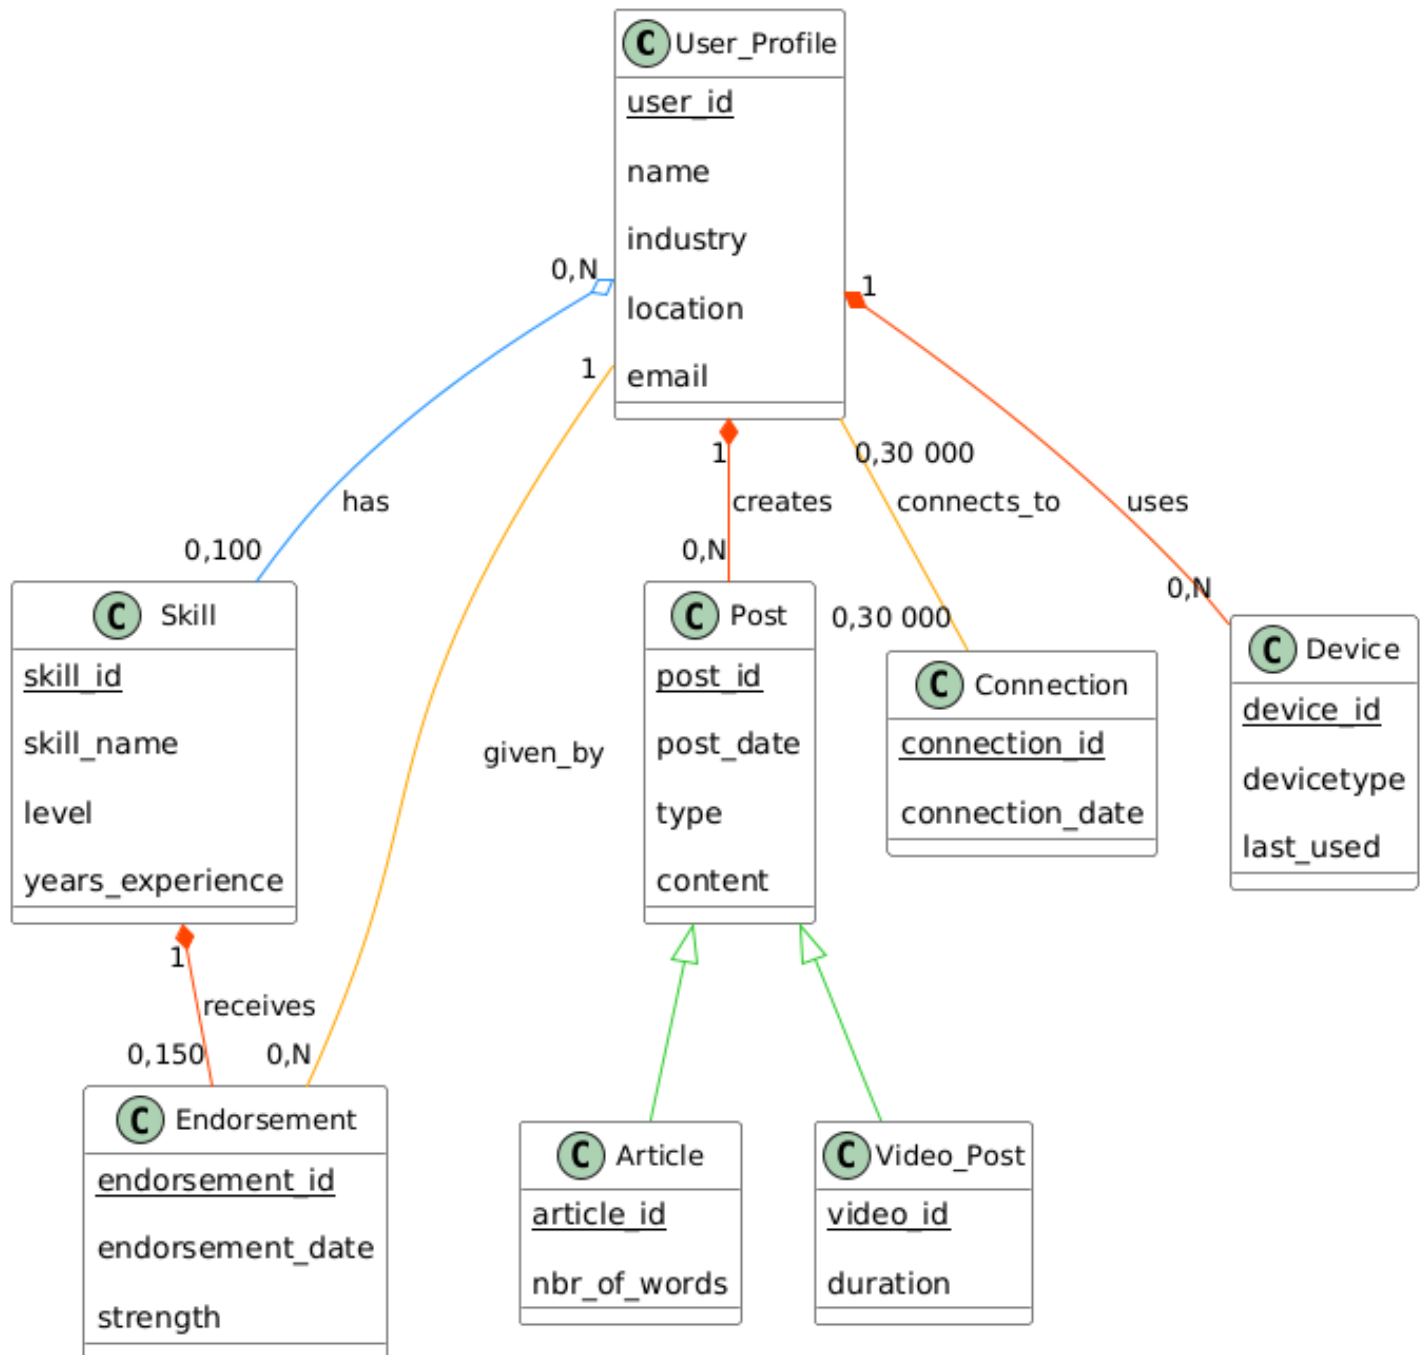 C User_Profile
user_id
name
industry
location
email
0,N
1
1
1
0,30 000
has
creates
connects_to
uses
0,100
0,N
0,30 000
0,N
C Skill
skill_id
skill_name
level
years_experience
given_by
C Post
post_id
post_date
type
content
C Connection
connection_id
connection_date
C Device
device_id
devicetype
last_used
1
receives
0,150
0,N
C Endorsement
endorsement_id
endorsement_date
strength
C Article
article_id
nbr_of_words
C Video_Post
video_id
duration